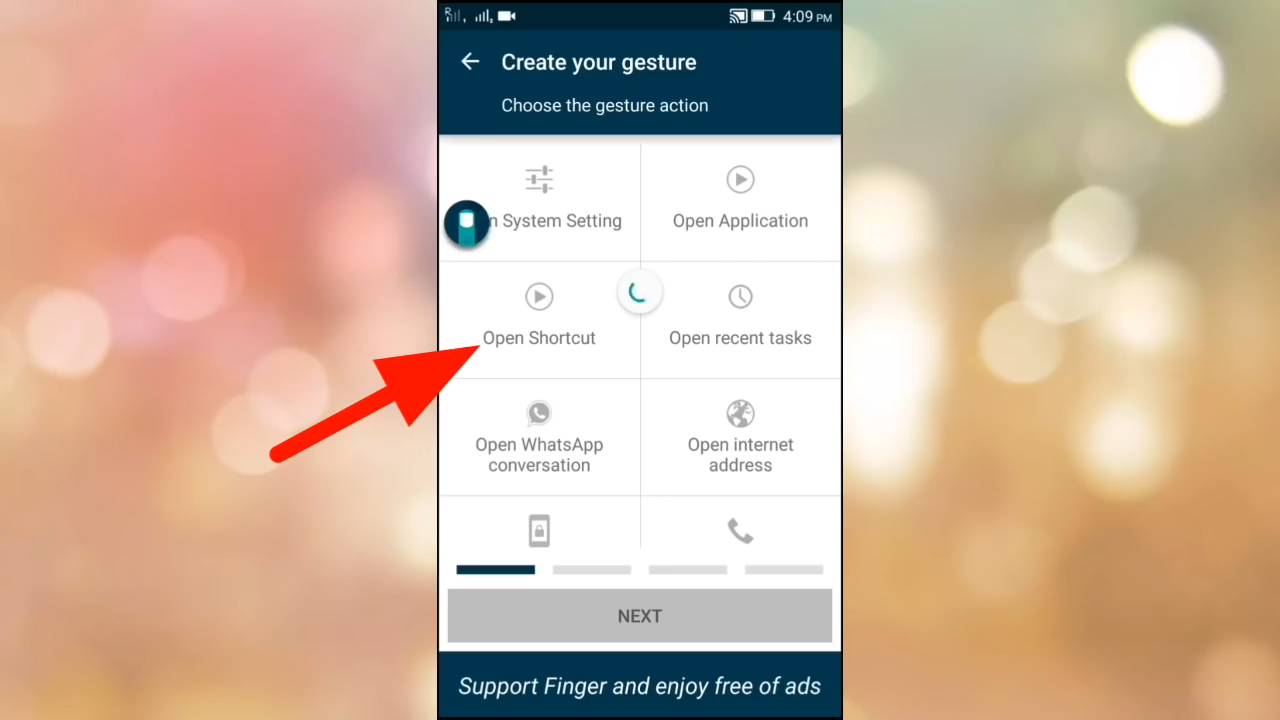 R
4:09 PM
Create your gesture
Choose the gesture action
n System Setting
Open Application
Open Shortcut
Open recent tasks
Open WhatsApp
conversation
Open internet
address
NEXT
Support Finger and enjoy free of ads